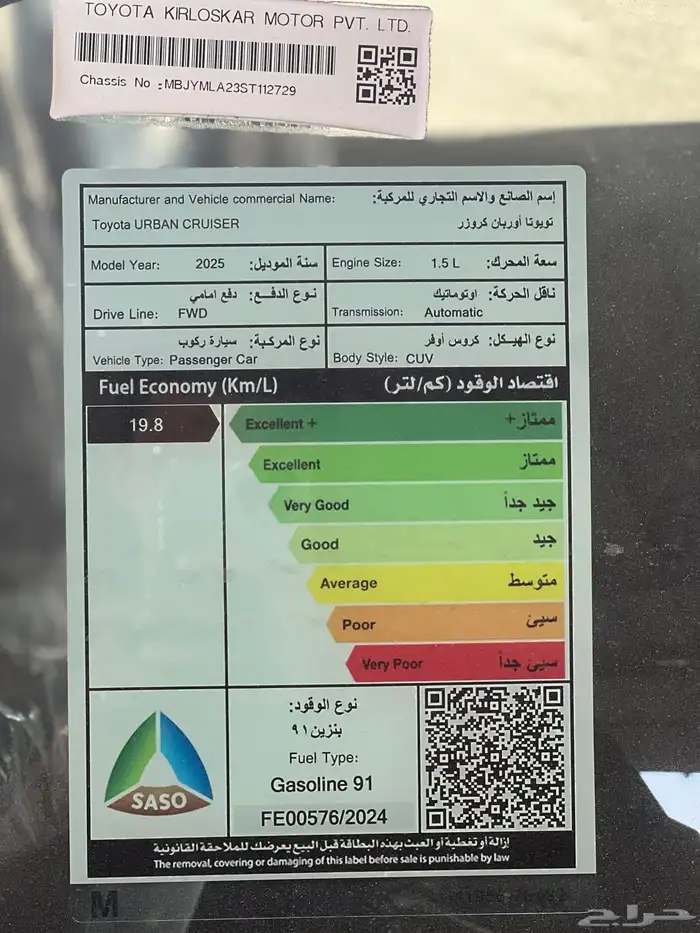 TOYOTA KIRLOSKAR MOTOR PVT. LTD.
Chassis No :MBJYMLA23ST112729
Manufacturer and Vehicle commercial Name: إسم الصانع والاسم التجاري للمركبة:
Toyota URBAN CRUISER تويوتا أوربان كروزر
Model Year: 2025 سنة الموديل: Engine Size: 1.5 L سعة المحرك:
نوع الدفع: دفع امامي
Drive Line: FWD
ناقل الحركة: اوتوماتيك
Transmission: Automatic
نوع المركبة: سيارة ركوب
Vehicle Type: Passenger Car
نوع الهيكل: كروس أوفر
Body Style: CUV
Fuel Economy (Km/L) اقتصاد الوقود (كم/لتر)
19.8 Excellent + ممتاز+
Excellent ممتاز
Very Good جيد جداً
Good جيد
Average متوسط
Poor سيئ
Very Poor سيئ جداً
SASO
نوع الوقود:
بنزين ٩١
Fuel Type:
Gasoline 91
FE00576/2024
إزالة أو تغطية أو العبث بهذه البطاقة قبل البيع يعرضك للملاحقة القانونية
The removal, covering or damaging of this label before sale is punishable by law
M
حراج